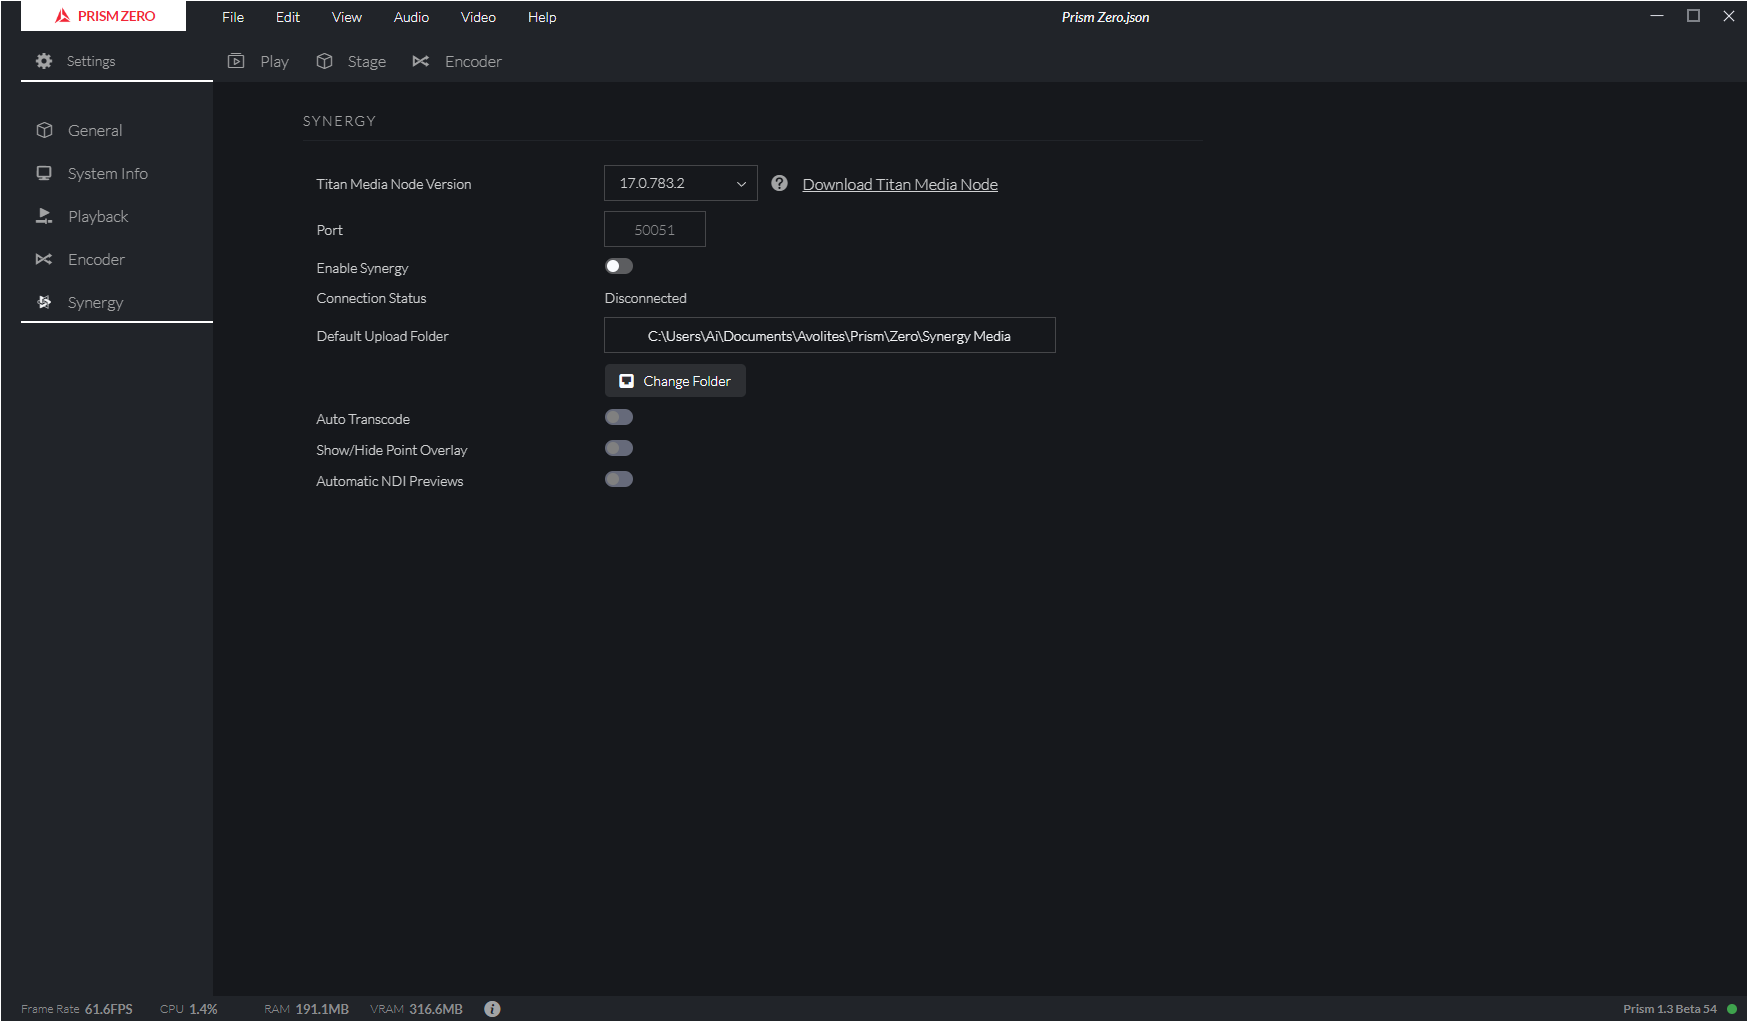 PRISM ZERO
File Edit View Audio Video Help
Prism Zero.json
Settings
Play Stage Encoder
General
System Info
Playback
Encoder
Synergy
SYNERGY
Titan Media Node Version 17.0.783.2 ? Download Titan Media Node
Port 50051
Enable Synergy
Connection Status Disconnected
Default Upload Folder C:\Users\Ai\Documents\Avolites\Prism\Zero\Synergy Media
Change Folder
Auto Transcode
Show/Hide Point Overlay
Automatic NDI Previews
Frame Rate 61.6FPS CPU 1.4% RAM 191.1MB VRAM 316.6MB i
Prism 1.3 Beta 54